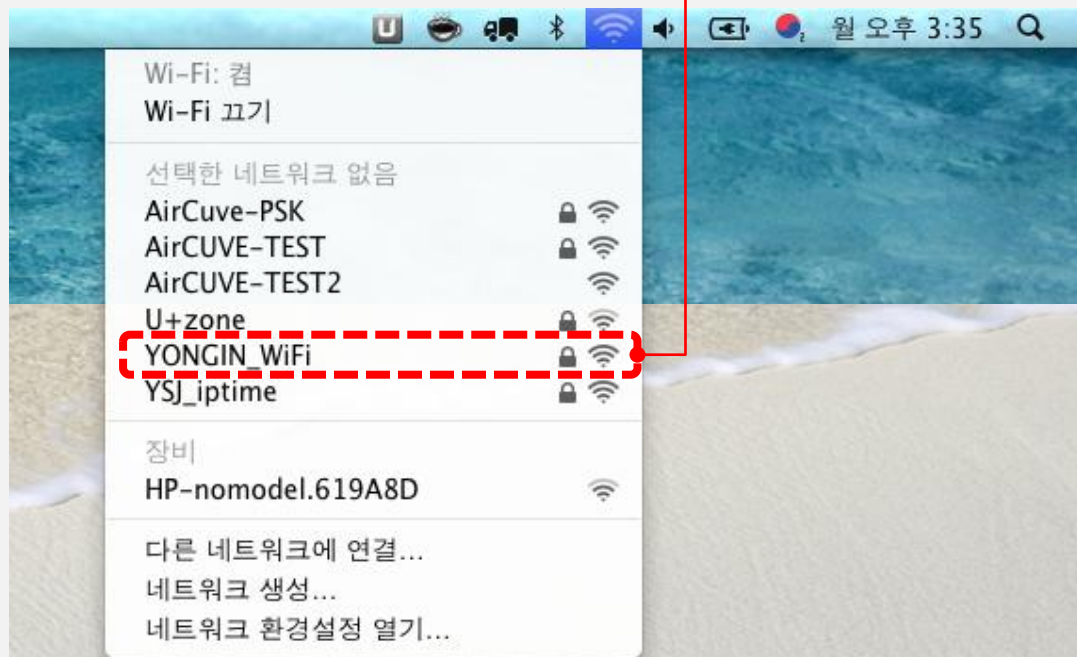 월 오후 3:35
Wi-Fi: 켬
Wi-Fi 끄기
선택한 네트워크 없음
AirCuve-PSK
AirCUVE-TEST
AirCUVE-TEST2
U+zone
YONGIN_WiFi
YSJ_iptime
장비
HP-nomodel.619A8D
다른 네트워크에 연결...
네트워크 생성...
네트워크 환경설정 열기...